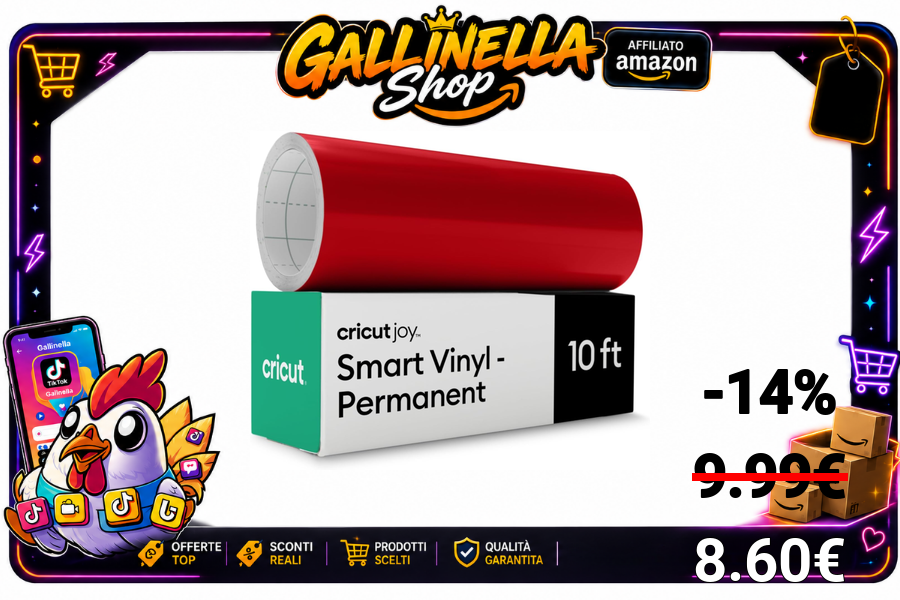 GALLINELLA
Shop
AFFILIATO
amazon
cricut joy™
Smart Vinyl -
Permanent
10 ft
cricut
Gallinella
TikTok
Gallinella
-14%
9.99€
8.60€
OFFERTE
TOP
SCONTI
REALI
PRODOTTI
SCELTI
QUALITÀ
GARANTITA